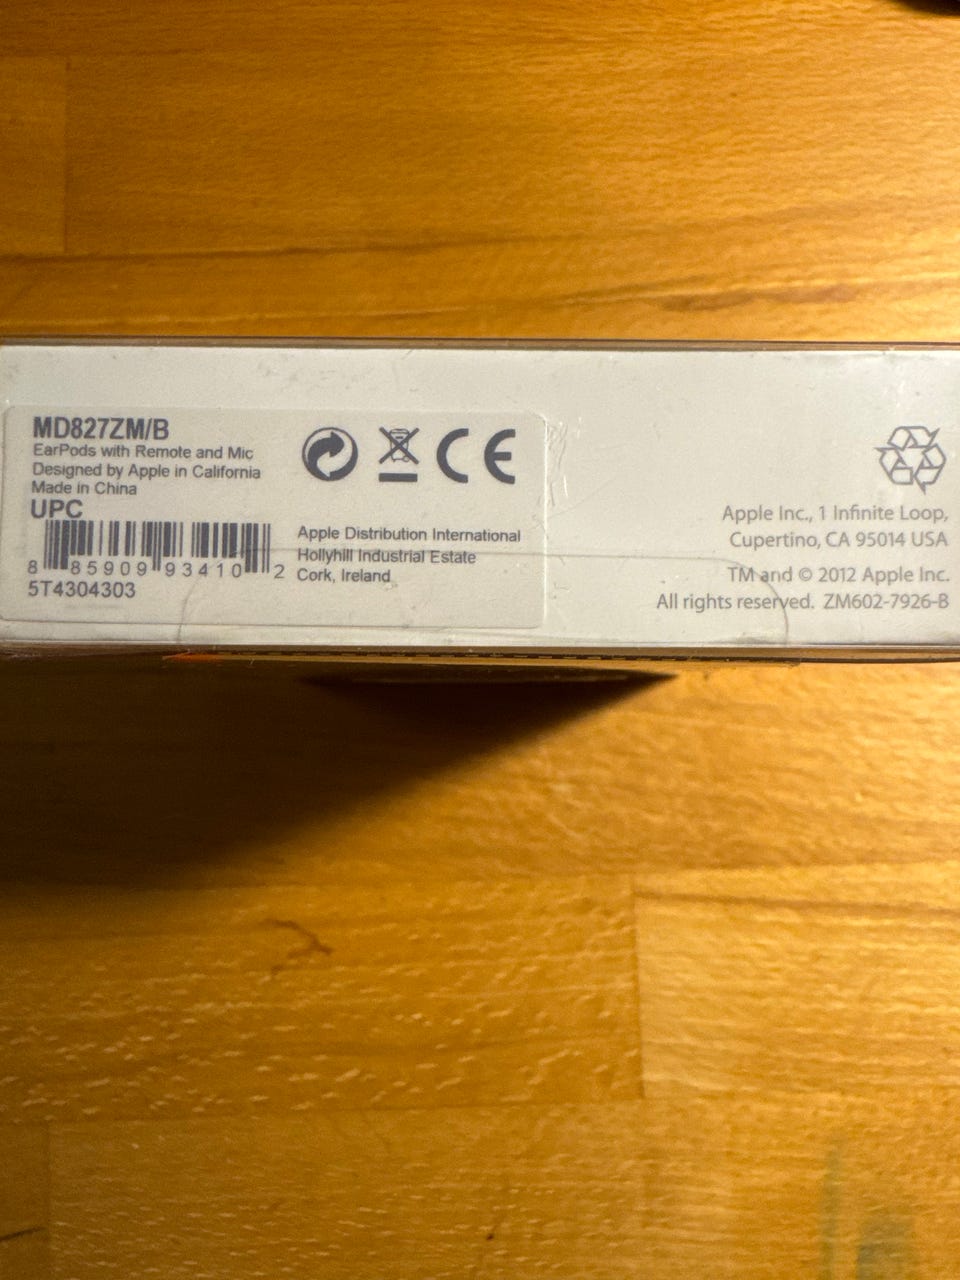 MD827ZM/B
EarPods with Remote and Mic
Designed by Apple in California
Made in China
UPC
8 85909 93410 2
5T4304303
CE
Apple Distribution International
Hollyhill Industrial Estate
Cork, Ireland
Apple Inc., 1 Infinite Loop,
Cupertino, CA 95014 USA
TM and © 2012 Apple Inc.
All rights reserved. ZM602-7926-B